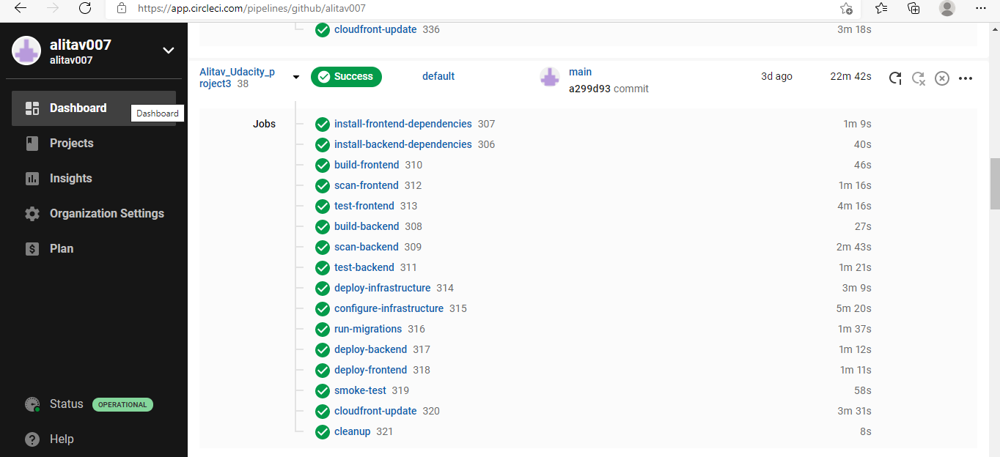 https://app.circleci.com/pipelines/github/alitav007
alitav007
alitav007
Dashboard
Dashboard
Projects
Insights
Organization Settings
Plan
Status OPERATIONAL
Help
cloudfront-update 336 3m 18s
Alitav_Udacity_p
roject3 38
Success
default
main
a299d93 commit
3d ago
22m 42s
Jobs
install-frontend-dependencies 307 1m 9s
install-backend-dependencies 306 40s
build-frontend 310 46s
scan-frontend 312 1m 16s
test-frontend 313 4m 16s
build-backend 308 27s
scan-backend 309 2m 43s
test-backend 311 1m 21s
deploy-infrastructure 314 3m 9s
configure-infrastructure 315 5m 20s
run-migrations 316 1m 37s
deploy-backend 317 1m 12s
deploy-frontend 318 1m 11s
smoke-test 319 58s
cloudfront-update 320 3m 31s
cleanup 321 8s